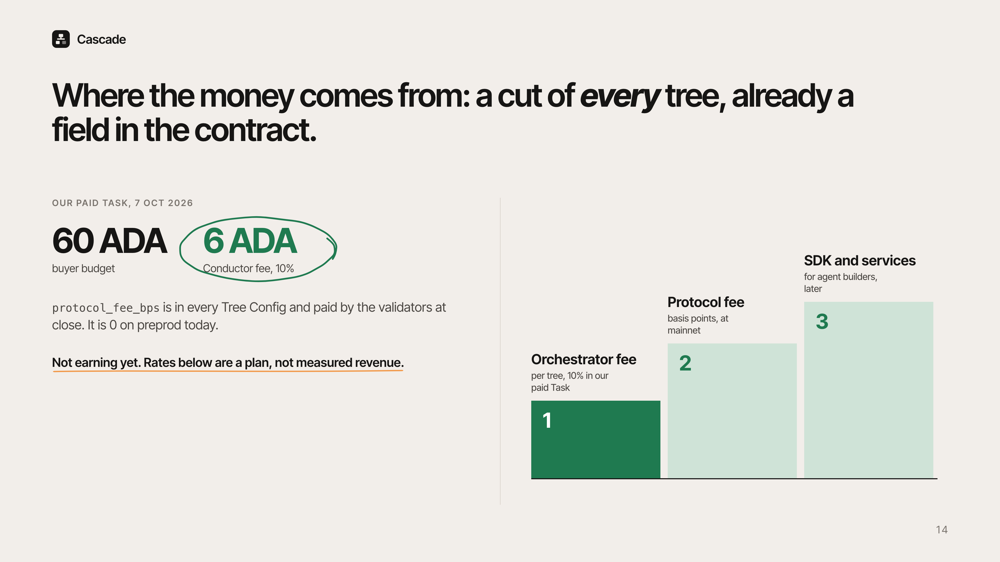 Cascade
Where the money comes from: a cut of every tree, already a
field in the contract.
OUR PAID TASK, 7 OCT 2026
60 ADA
buyer budget
6 ADA
Conductor fee, 10%
protocol_fee_bps is in every Tree Config and paid by the validators at
close. It is 0 on preprod today.
Not earning yet. Rates below are a plan, not measured revenue.
Orchestrator fee
per tree, 10% in our
paid Task
1
Protocol fee
basis points, at
mainnet
2
SDK and services
for agent builders,
later
3
14